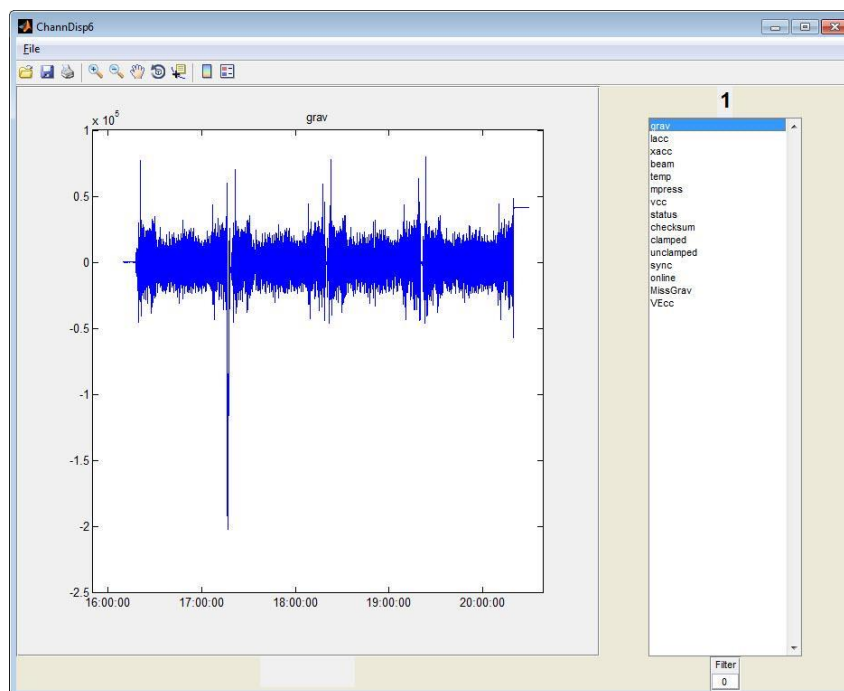 ChannDisp6
File
1
x 10^5
grav
1
0.5
0
-0.5
-1
-1.5
-2
-2.5
16:00:00 17:00:00 18:00:00 19:00:00 20:00:00
grav
lacc
xacc
beam
temp
mpress
vcc
status
checksum
clamped
unclamped
sync
online
MissGrav
VEcc
Filter
0